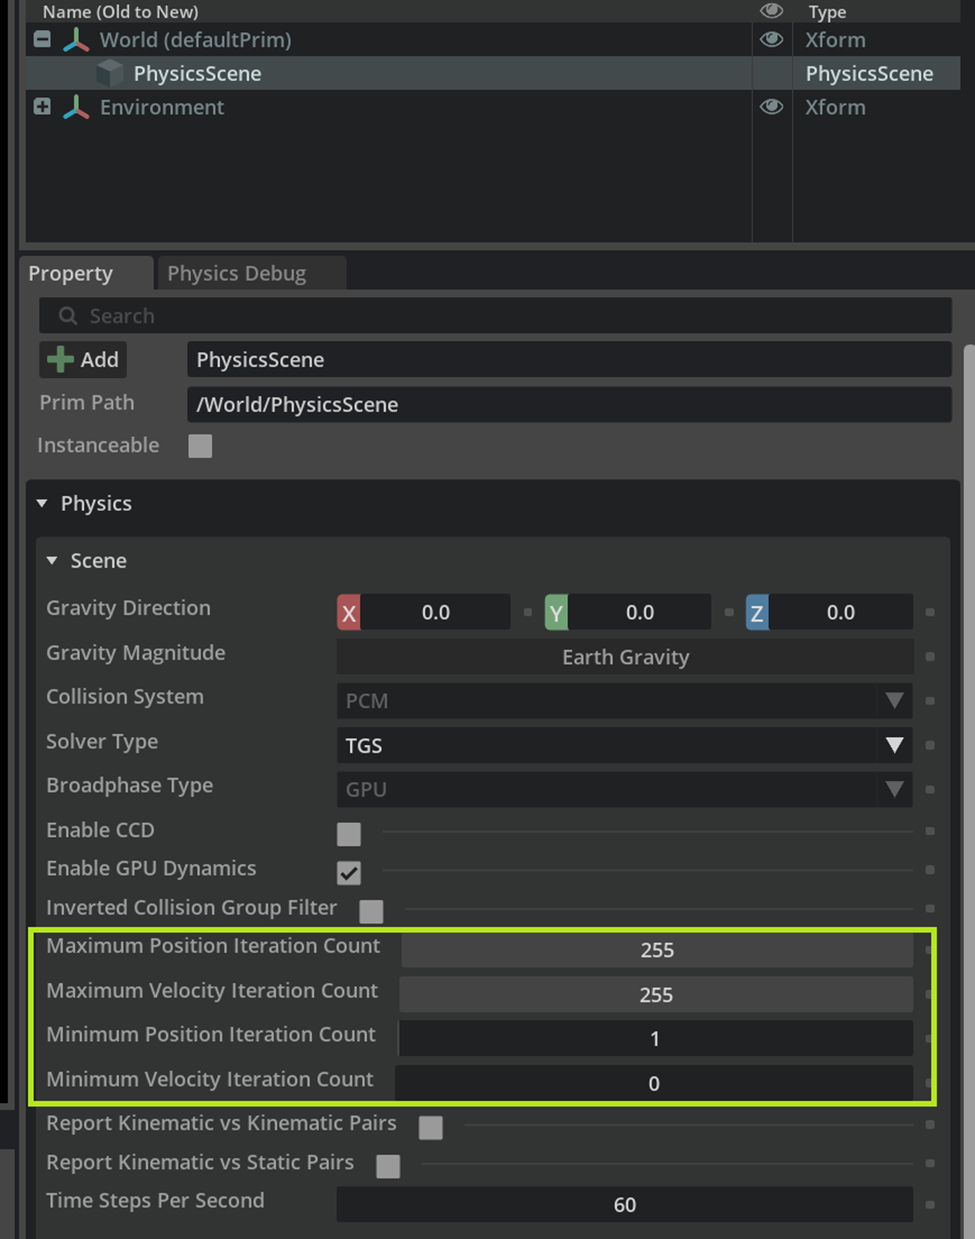 Name (Old to New) Type
World (defaultPrim) Xform
PhysicsScene PhysicsScene
Environment Xform
Property Physics Debug
Search
Add PhysicsScene
Prim Path /World/PhysicsScene
Instanceable
Physics
Scene
Gravity Direction X 0.0 Y 0.0 Z 0.0
Gravity Magnitude Earth Gravity
Collision System PCM
Solver Type TGS
Broadphase Type GPU
Enable CCD
Enable GPU Dynamics
Inverted Collision Group Filter
Maximum Position Iteration Count 255
Maximum Velocity Iteration Count 255
Minimum Position Iteration Count 1
Minimum Velocity Iteration Count 0
Report Kinematic vs Kinematic Pairs
Report Kinematic vs Static Pairs
Time Steps Per Second 60